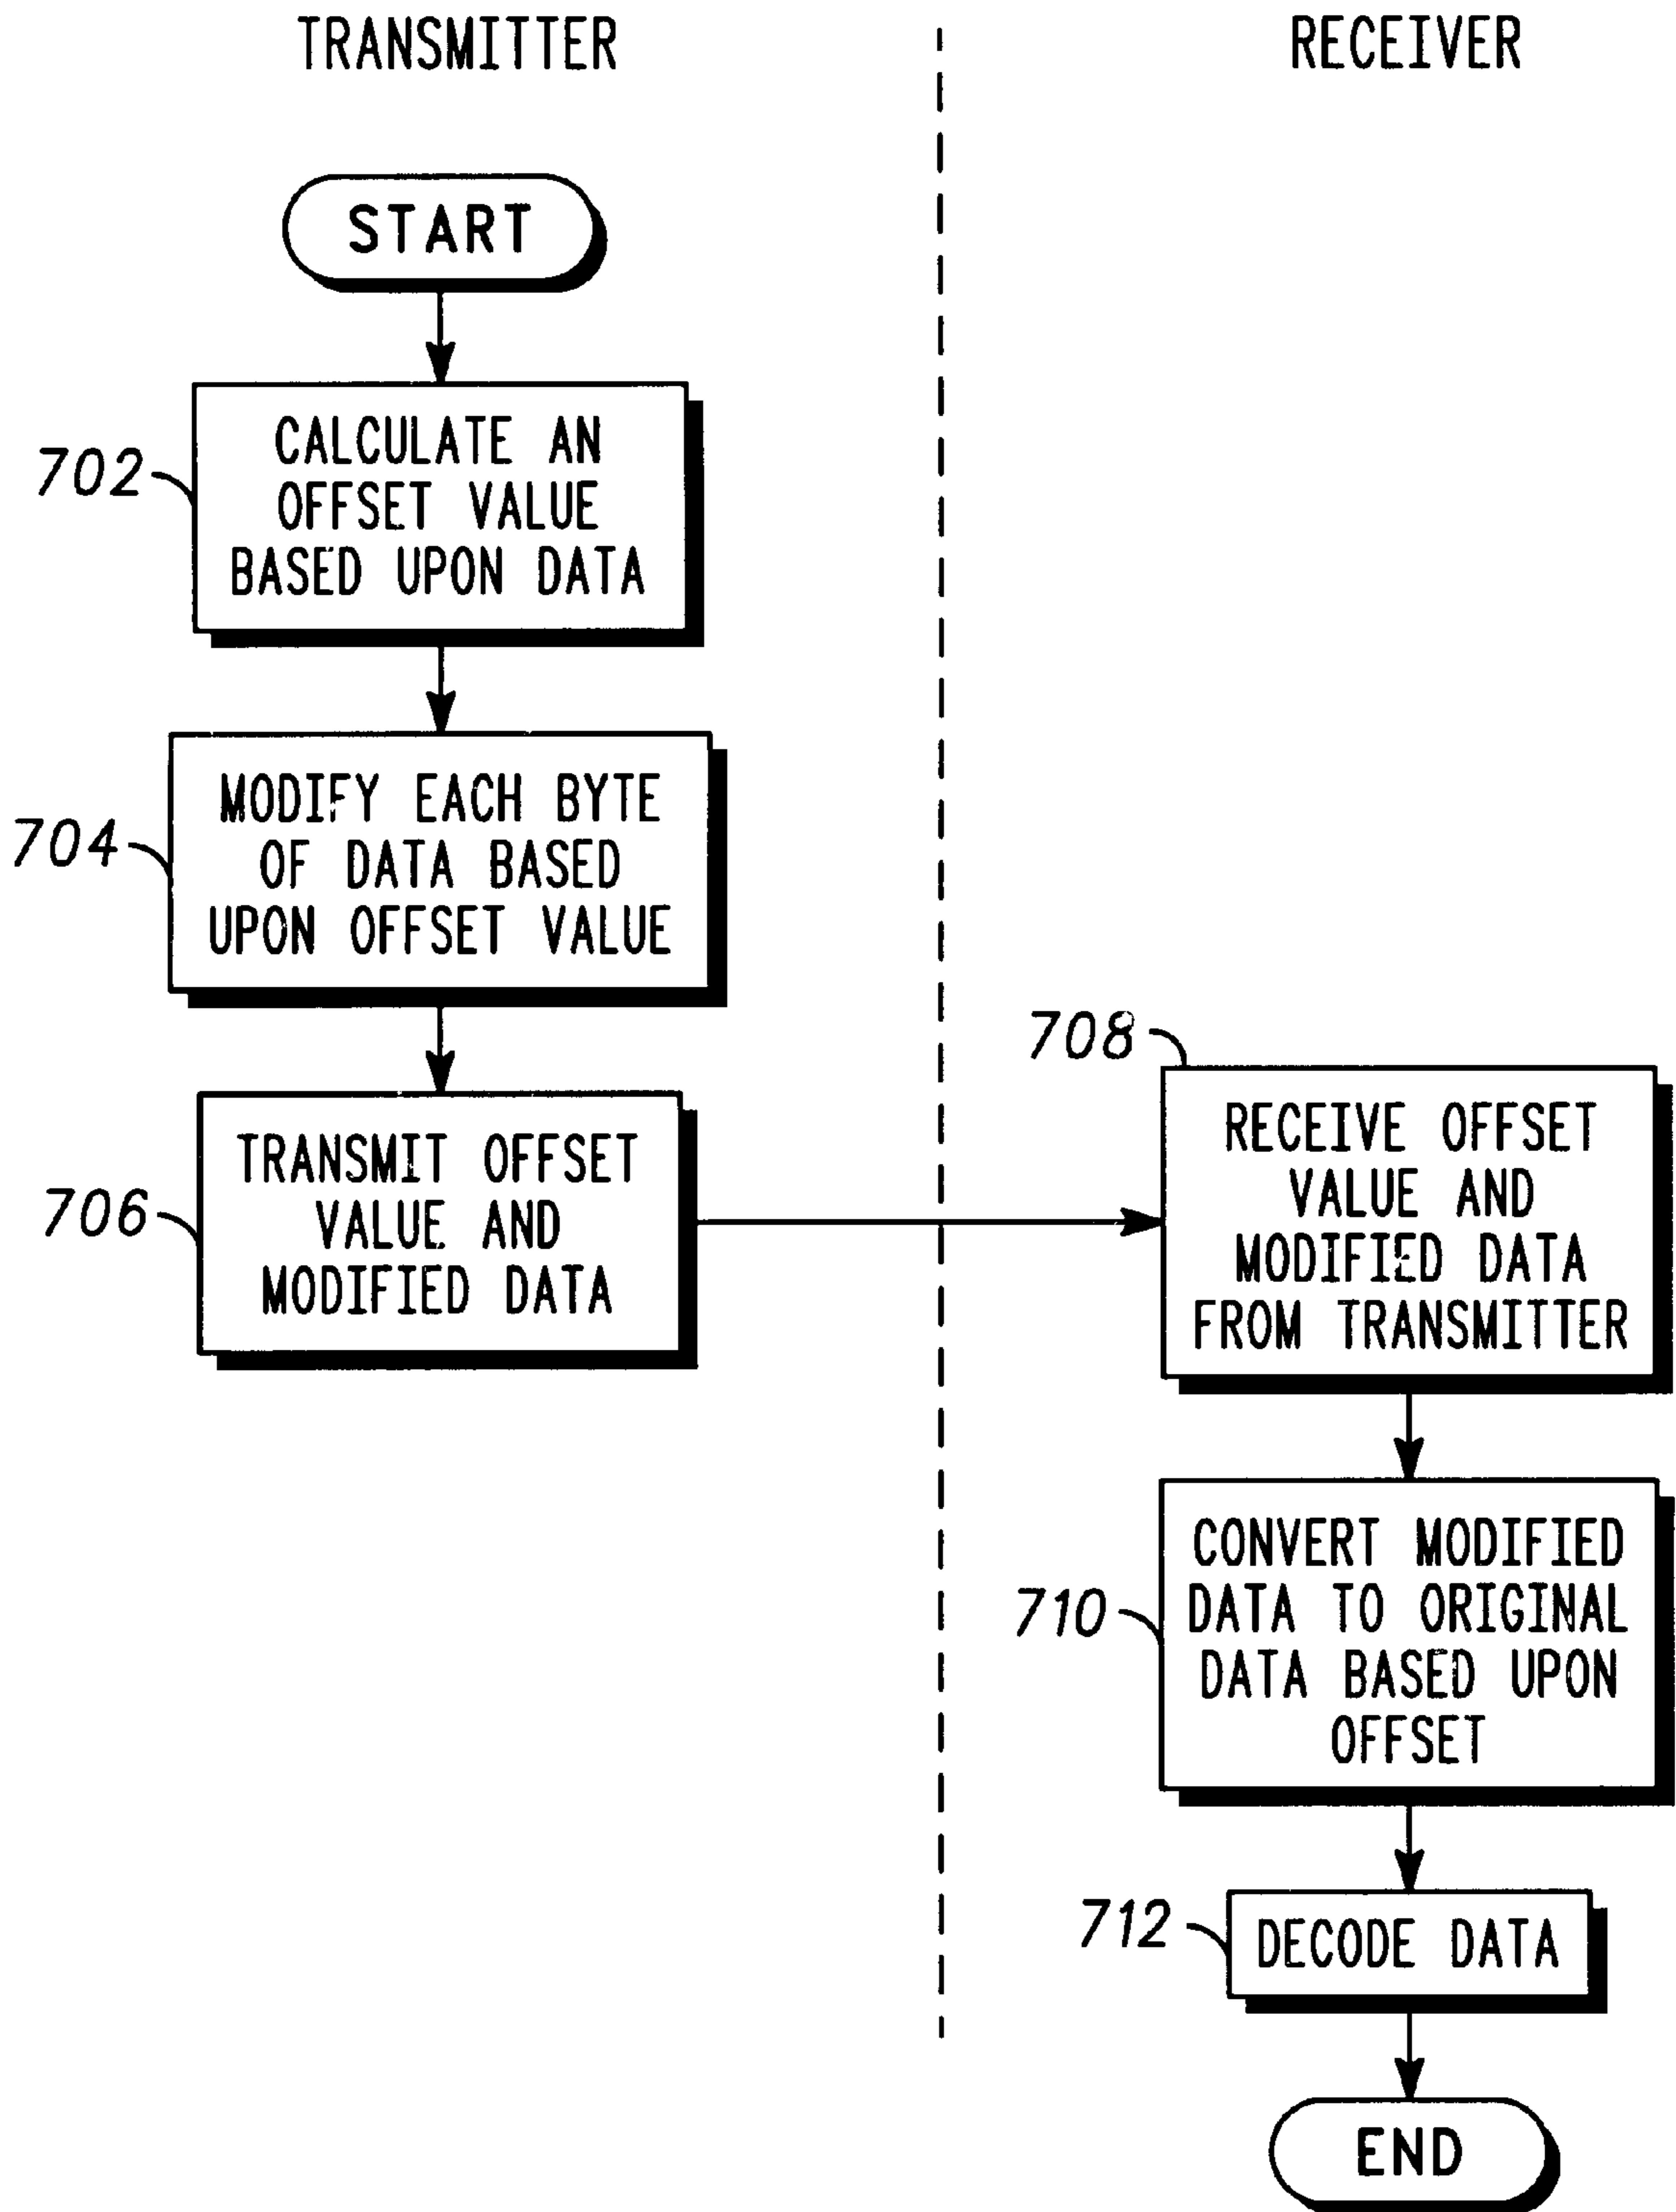 TRANSMITTER
RECEIVER
START
702
CALCULATE AN
OFFSET VALUE
BASED UPON DATA
704
MODIFY EACH BYTE
OF DATA BASED
UPON OFFSET VALUE
706
TRANSMIT OFFSET
VALUE AND
MODIFIED DATA
708
RECEIVE OFFSET
VALUE AND
MODIFIED DATA
FROM TRANSMITTER
710
CONVERT MODIFIED
DATA TO ORIGINAL
DATA BASED UPON
OFFSET
712
DECODE DATA
END